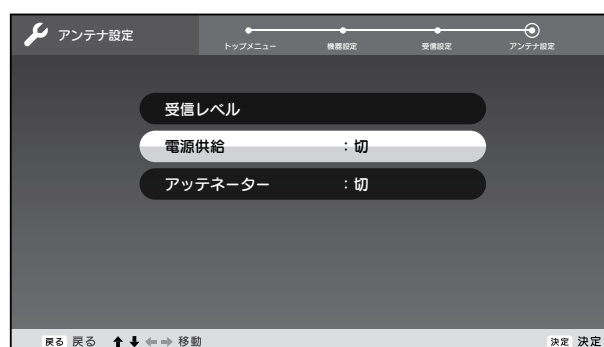 アンテナ設定
トップメニュー 機器設定 受信設定 アンテナ設定
受信レベル
電源供給 :切
アッテネーター :切
戻る 戻る 移動 決定 決定